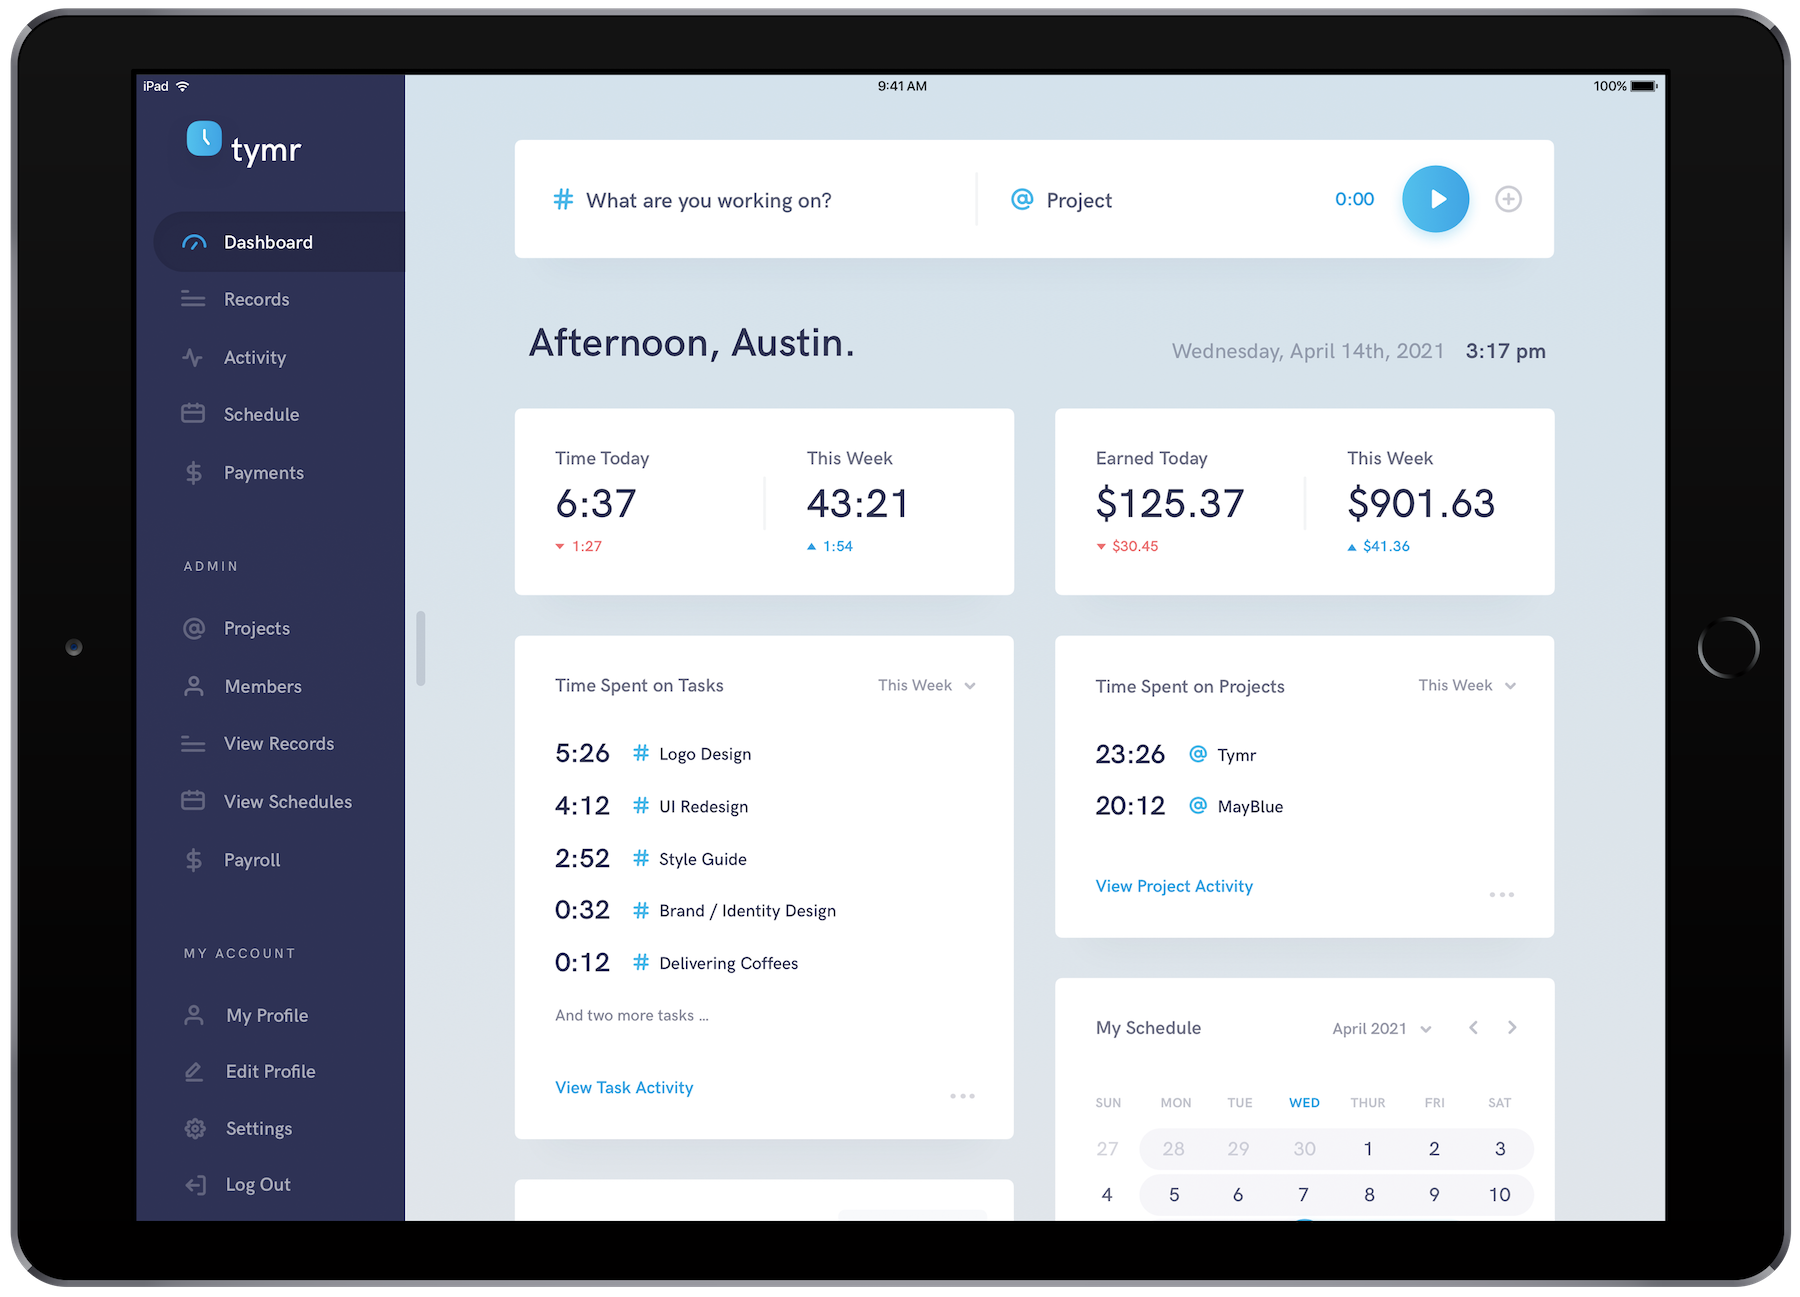 iPad
9:41 AM
100%
tymr
Dashboard
Records
Activity
Schedule
Payments
ADMIN
Projects
Members
View Records
View Schedules
Payroll
MY ACCOUNT
My Profile
Edit Profile
Settings
Log Out
# What are you working on?
@ Project
0:00
Afternoon, Austin.
Wednesday, April 14th, 2021 3:17 pm
Time Today
6:37
1:27
This Week
43:21
1:54
Earned Today
$125.37
$30.45
This Week
$901.63
$41.36
Time Spent on Tasks
This Week
5:26 # Logo Design
4:12 # UI Redesign
2:52 # Style Guide
0:32 # Brand / Identity Design
0:12 # Delivering Coffees
And two more tasks ...
View Task Activity
Time Spent on Projects
This Week
23:26 @ Tymr
20:12 @ MayBlue
View Project Activity
My Schedule
April 2021
SUN MON TUE WED THUR FRI SAT
27 28 29 30 1 2 3
4 5 6 7 8 9 10